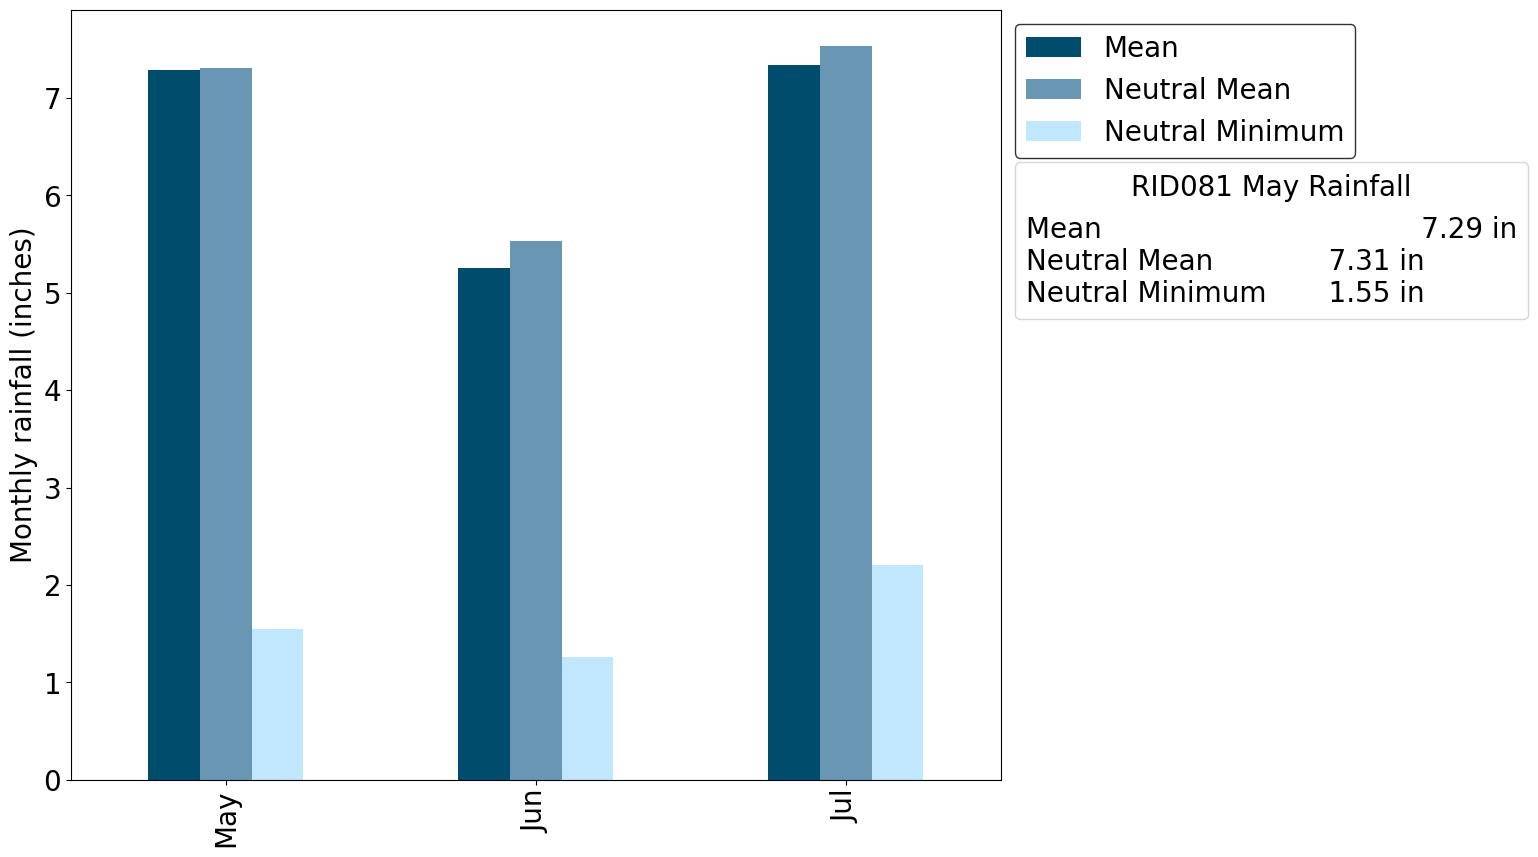 Monthly rainfall (inches)
7
6
5
4
3
2
1
0
May
Jun
Jul
Mean
Neutral Mean
Neutral Minimum
RID081 May Rainfall
Mean 7.29 in
Neutral Mean 7.31 in
Neutral Minimum 1.55 in